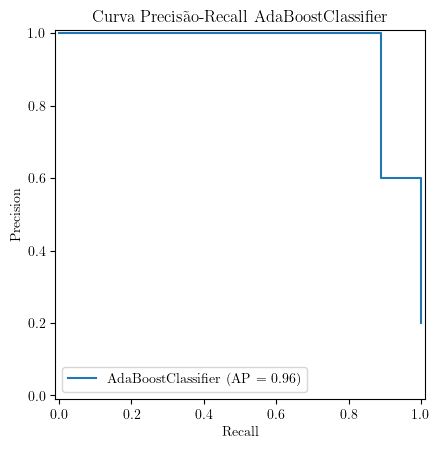 Curva Precisão-Recall AdaBoostClassifier
1.0
0.8
0.6
0.4
0.2
0.0
Precision
AdaBoostClassifier (AP = 0.96)
0.0 0.2 0.4 0.6 0.8 1.0
Recall